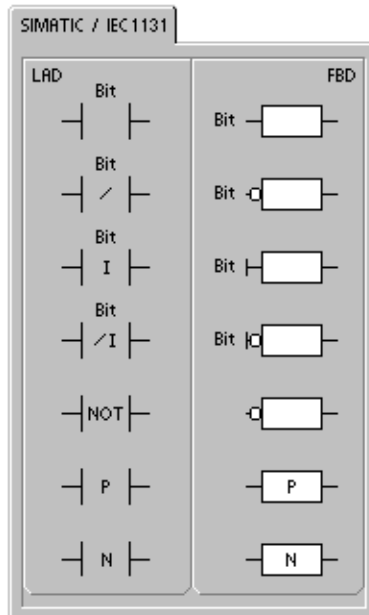 SIMATIC / IEC1131
LAD
FBD
Bit
Bit
Bit
/
Bit
Bit
I
Bit
Bit
/I
Bit
NOT
P
P
N
N